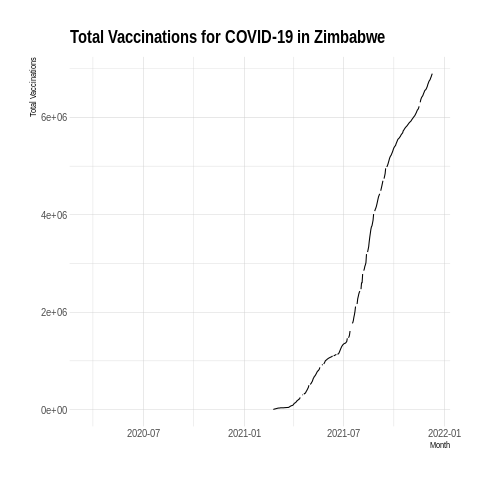 Total Vaccinations for COVID-19 in Zimbabwe
Total Vaccinations
6e+06
4e+06
2e+06
0e+00
2020-07 2021-01 2021-07 2022-01
Month